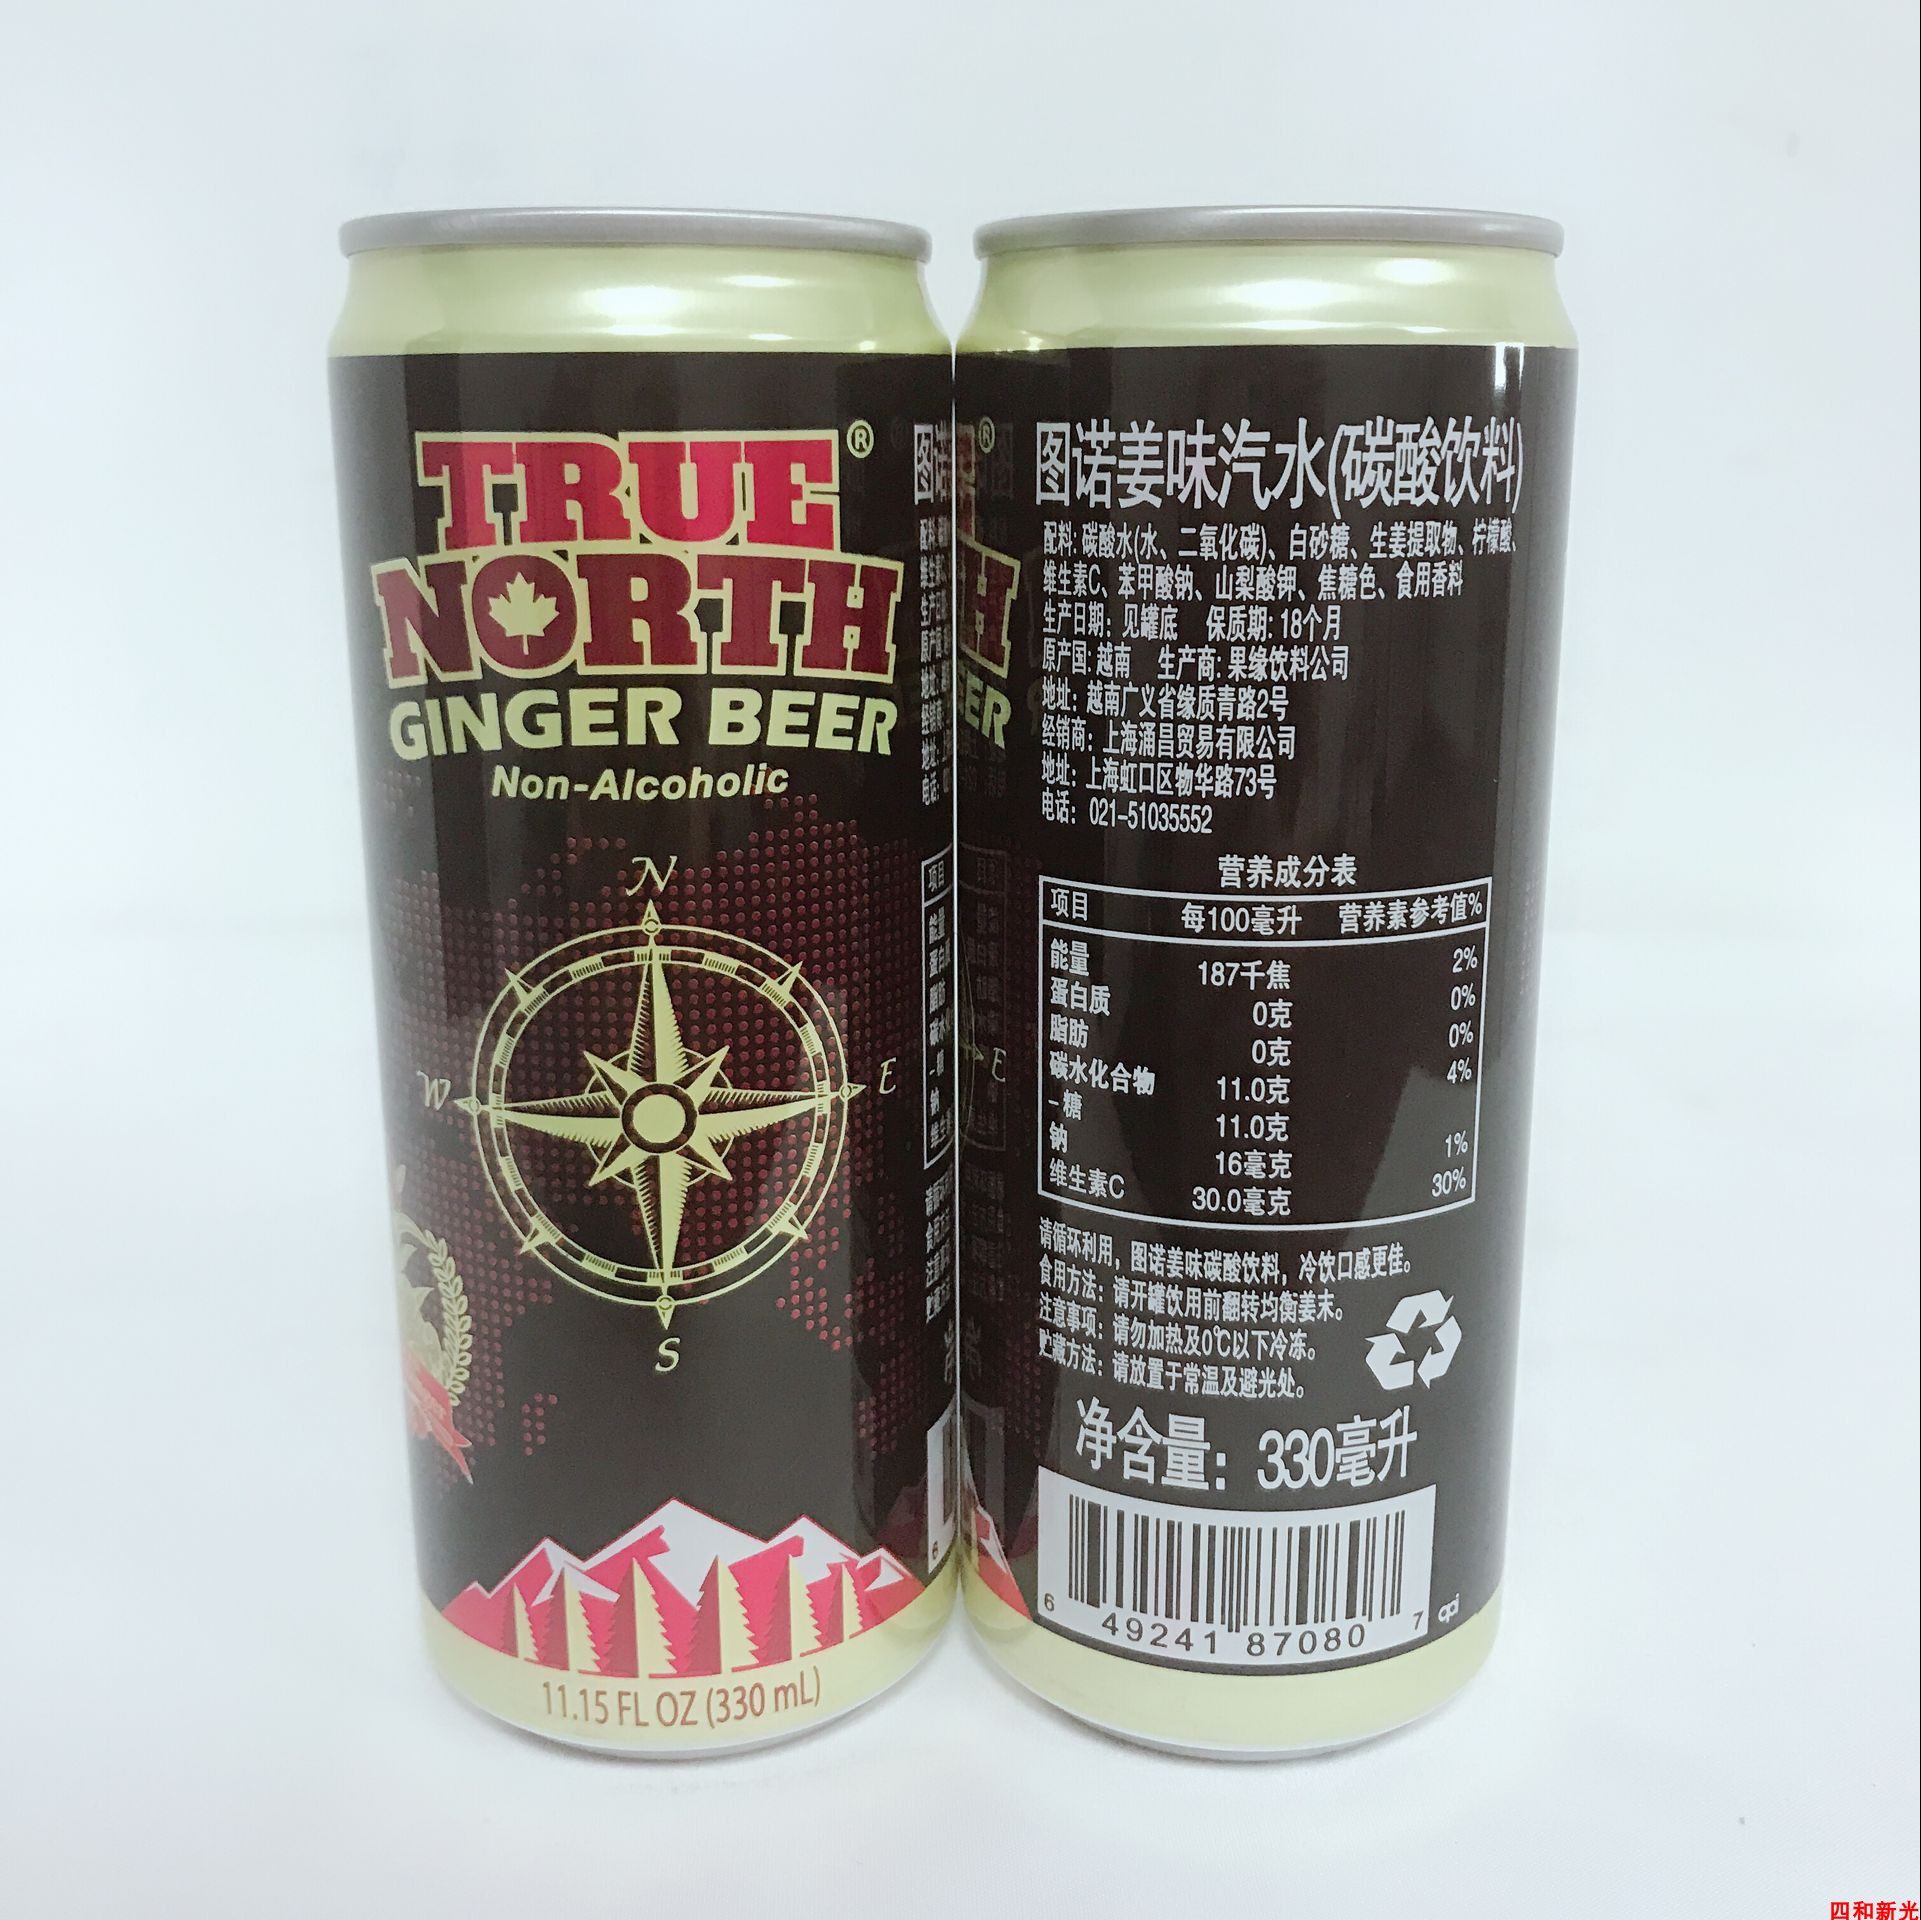 TRUE®
NORTH
GINGER BEER
Non-Alcoholic
N
W
E
S
11.15 FL OZ (330 mL)
图诺姜味汽水(碳酸饮料)
配料: 碳酸水(水、二氧化碳)、白砂糖、生姜提取物、柠檬酸、
维生素C、苯甲酸钠、山梨酸钾、焦糖色、食用香料
生产日期: 见罐底 保质期: 18个月
原产国: 越南 生产商: 果缘饮料公司
地址: 越南广义省缘质青路2号
经销商: 上海涌昌贸易有限公司
地址: 上海虹口区物华路73号
电话: 021-51035552
营养成分表
项目 每100毫升 营养素参考值%
能量 187千焦 2%
蛋白质 0克 0%
脂肪 0克 0%
碳水化合物 11.0克 4%
-糖 11.0克
钠 16毫克 1%
维生素C 30.0毫克 30%
请循环利用，图诺姜味碳酸饮料，冷饮口感更佳。
食用方法: 请开罐饮用前翻转均衡姜末。
注意事项: 请勿加热及0℃以下冷冻。
贮藏方法: 请放置于常温及避光处。
净含量: 330毫升
6 49241 87080 7
api
四和新光